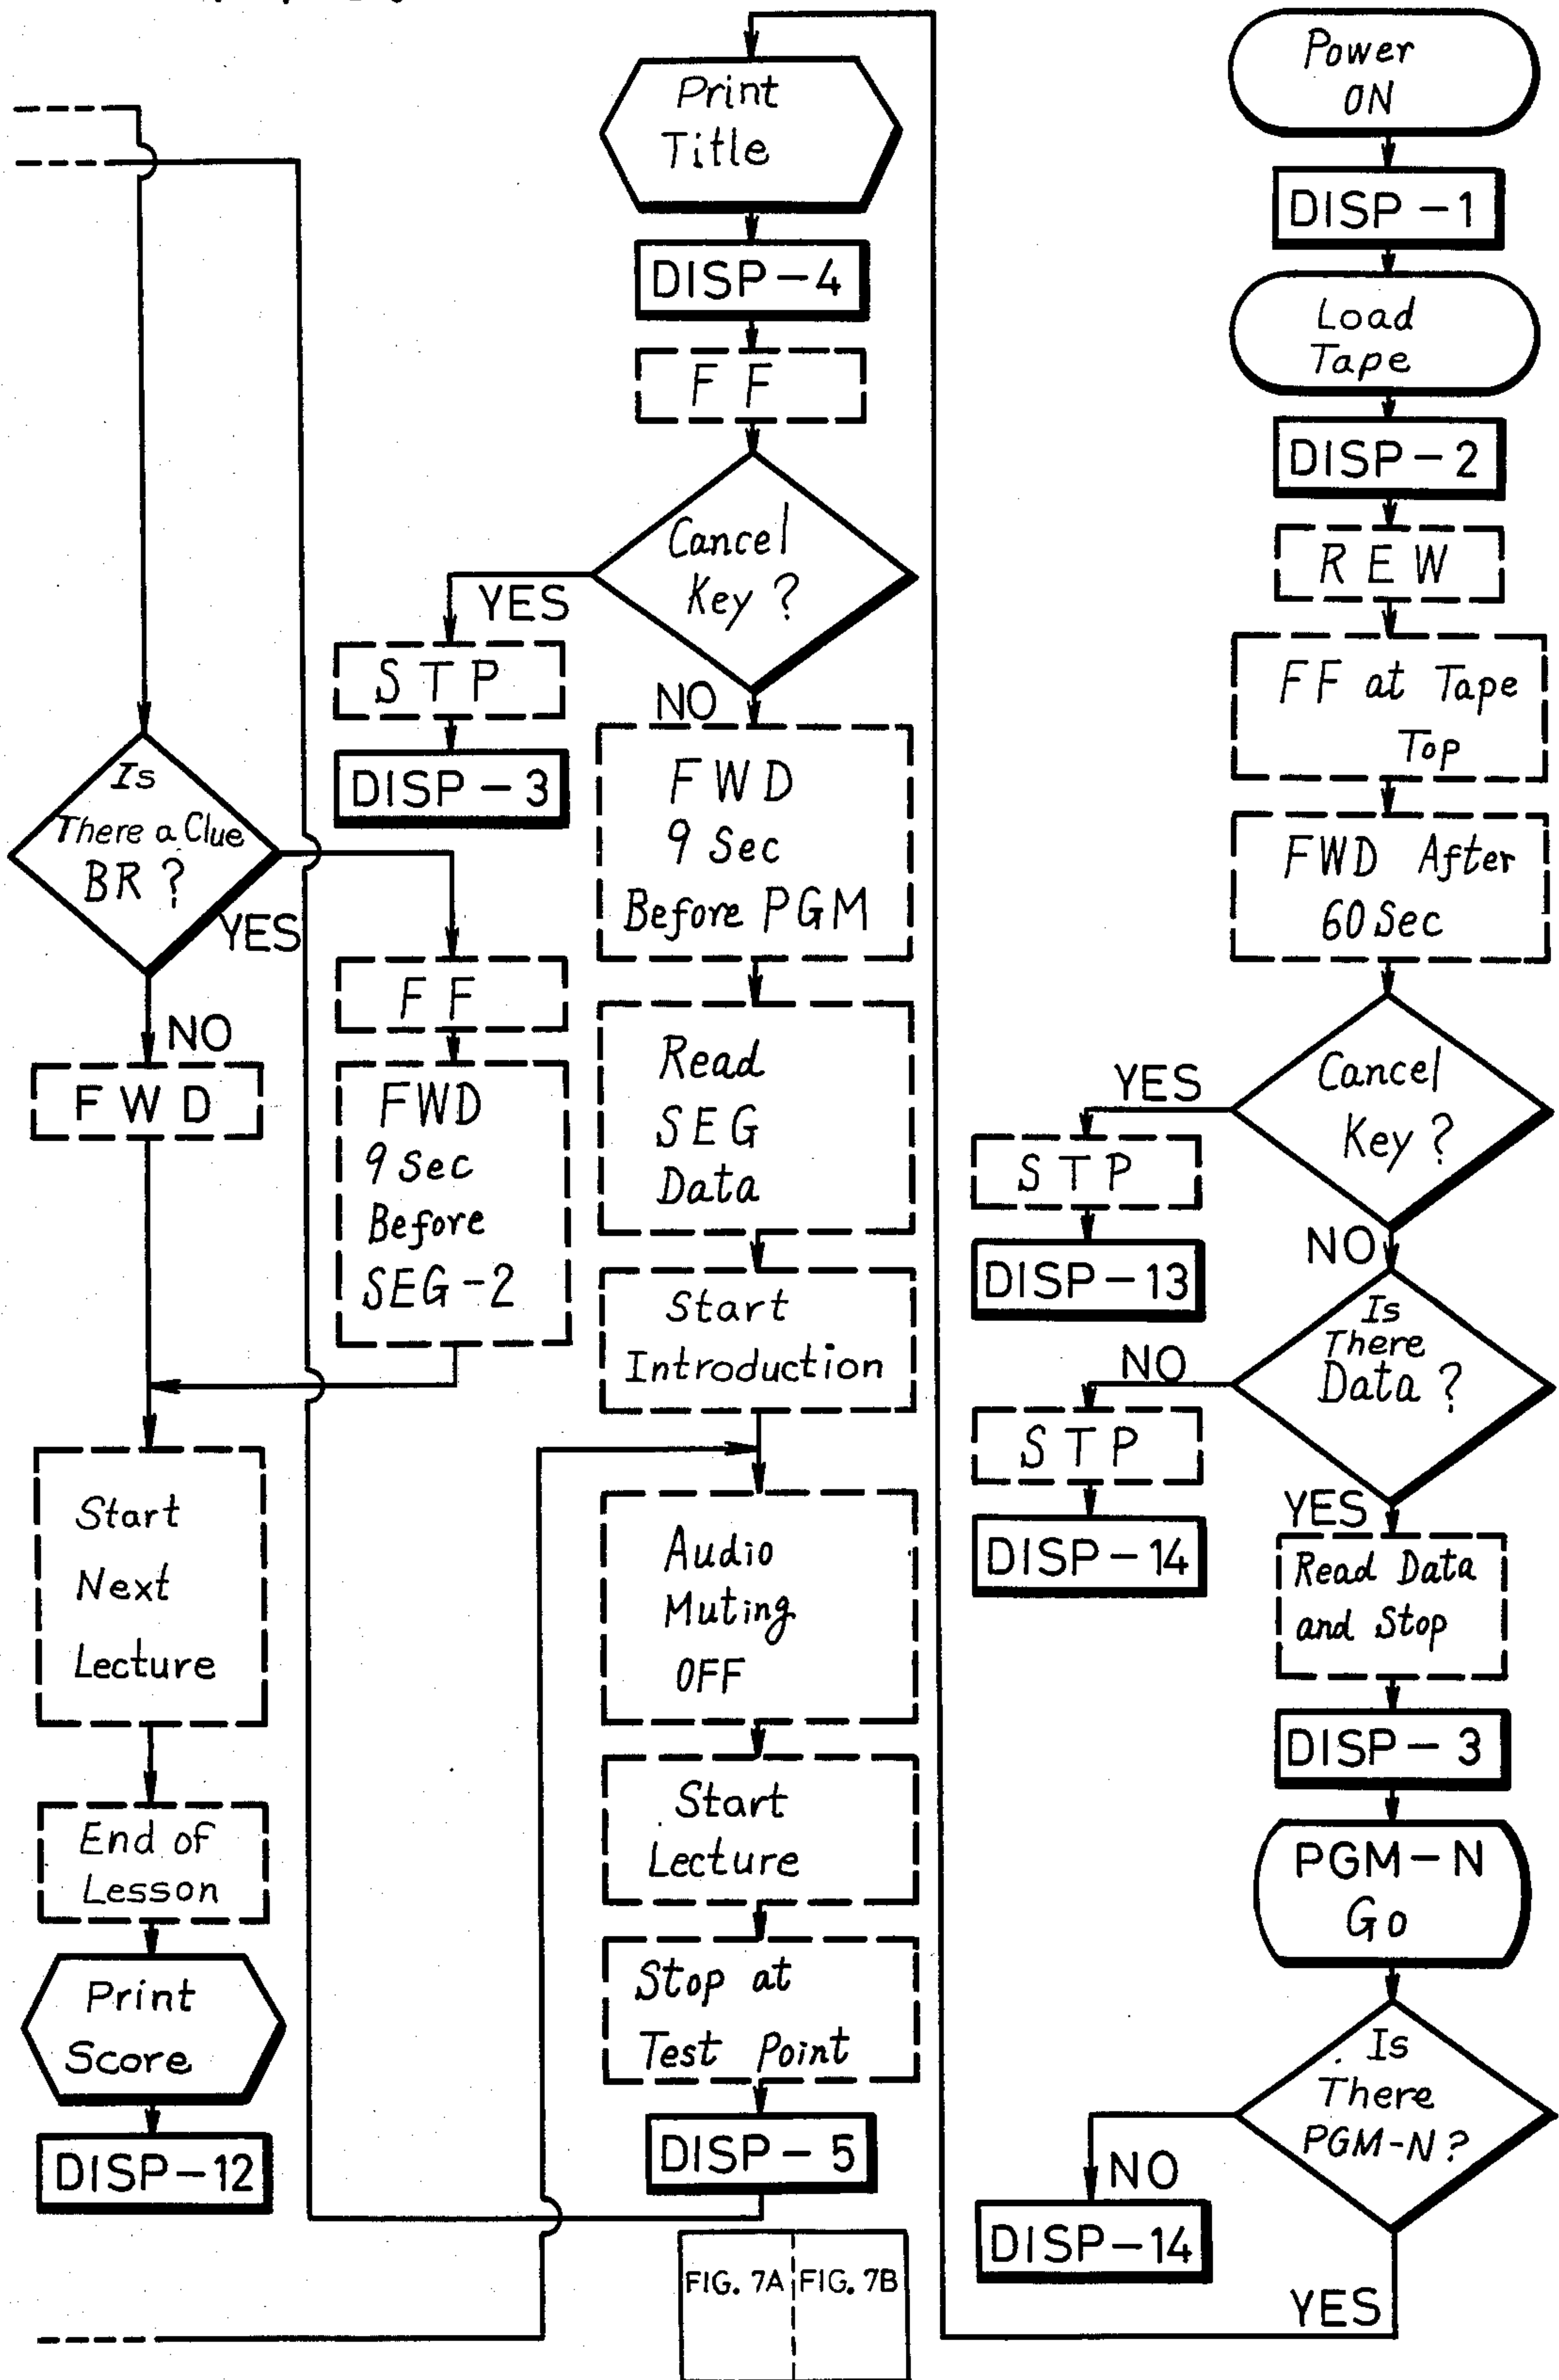 Power
ON
DISP-1
Load
Tape
DISP-2
REW
FF at Tape
Top
FWD After
60 Sec
Cancel
Key ?
YES
STP
DISP-13
NO
Is
There
Data ?
NO
STP
DISP-14
YES
Read Data
and Stop
DISP-3
PGM-N
Go
Is
There
PGM-N ?
NO
DISP-14
YES
Print
Title
DISP-4
FF
Cancel
Key ?
YES
STP
DISP-3
NO
FWD
9 Sec
Before PGM
Read
SEG
Data
Start
Introduction
Audio
Muting
OFF
Start
Lecture
Stop at
Test Point
DISP-5
Is
There a Clue
BR ?
YES
FF
FWD
9 Sec
Before
SEG-2
NO
FWD
Start
Next
Lecture
End of
Lesson
Print
Score
DISP-12
FIG. 7A FIG. 7B